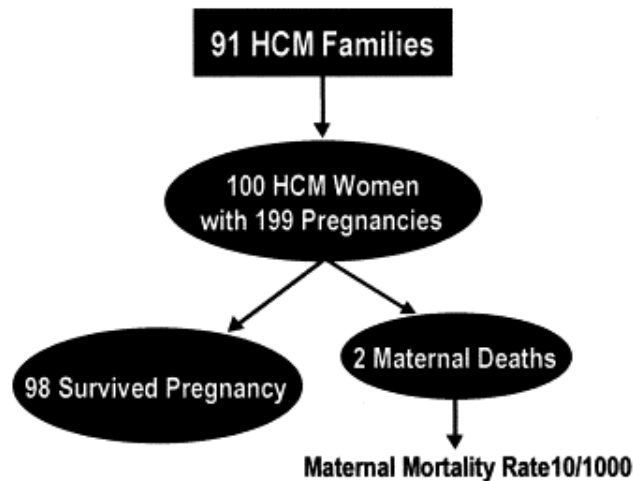 91 HCM Families
100 HCM Women
with 199 Pregnancies
98 Survived Pregnancy
2 Maternal Deaths
Maternal Mortality Rate10/1000